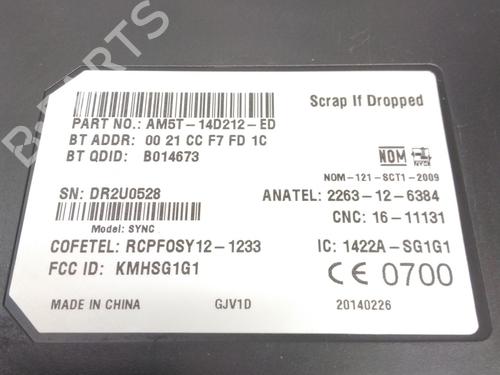 B-PARTS
Scrap If Dropped
PART NO.: AM5T-14D212-ED
BT ADDR: 00 21 CC F7 FD 1C
BT QDID: B014673
NOM NYCE
NOM-121-SCT1-2009
SN: DR2U0528
ANATEL: 2263-12-6384
Model: SYNC
CNC: 16-11131
COFETEL: RCPFOSY12-1233
IC: 1422A-SG1G1
FCC ID: KMHSG1G1
CE 0700
MADE IN CHINA
GJV1D
20140226